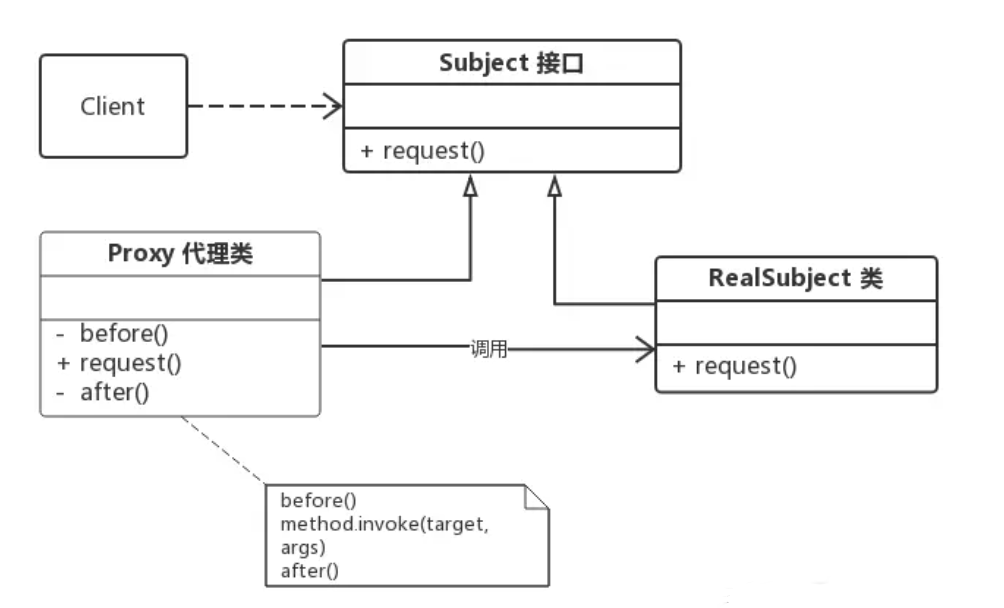 Client
Subject 接口
+ request()
Proxy 代理类
- before()
+ request()
- after()
调用
RealSubject 类
+ request()
before()
method.invoke(target,
args)
after()